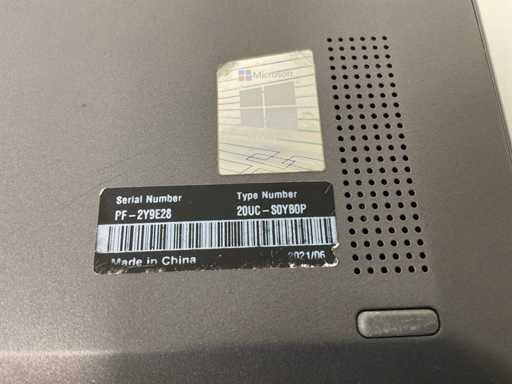 Microsoft
Serial Number Type Number
PF-2Y9E28 20UC-S0YB0P
Made in China 2021/06